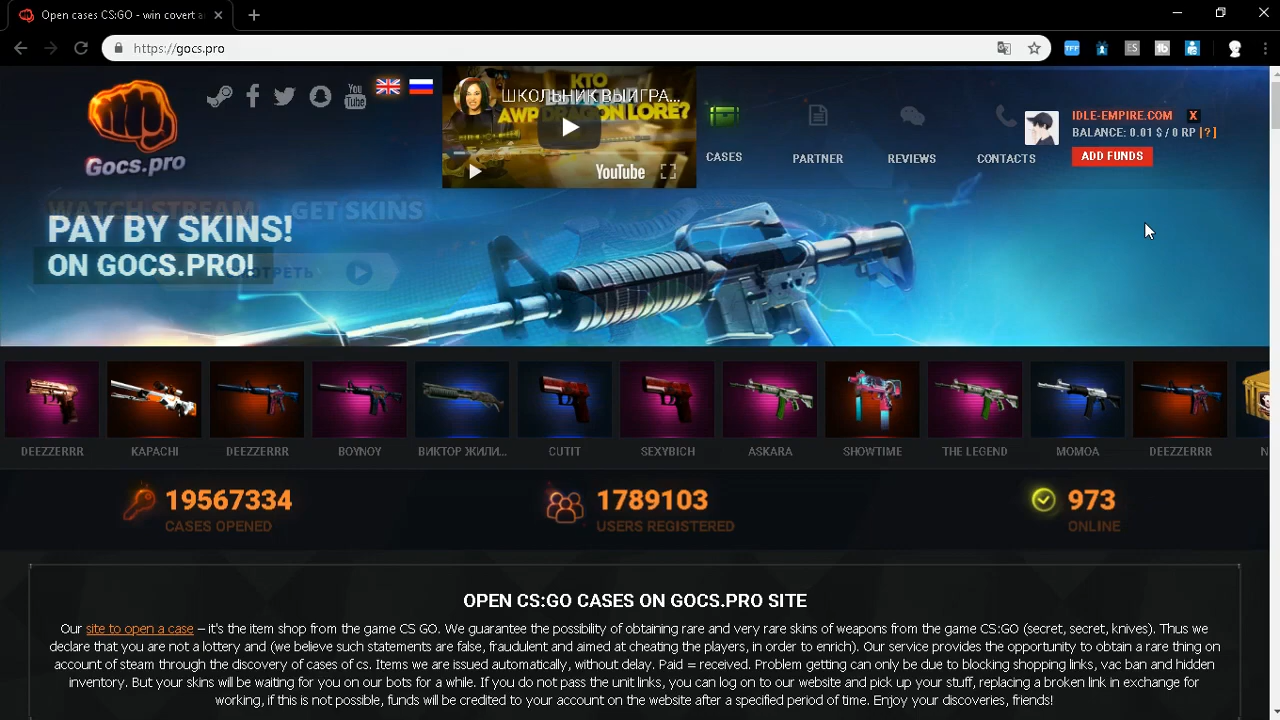 Open cases CS:GO - win covert a
https://gocs.pro
TFF
ES
Gocs.pro
You
Tube
КТО
ШКОЛЬНИК ВЫИГРА...
AWP DRAGON LORE?
YouTube
CASES
PARTNER
REVIEWS
CONTACTS
IDLE-EMPIRE.COM X
BALANCE: 0.01 $ / 0 RP [ ? ]
ADD FUNDS
WATCH STREAM GET SKINS
PAY BY SKINS!
ON GOCS.PRO!
ОТРЕТЬ
DEEZZERRR
KAPACHI
DEEZZERRR
BOYNOY
ВИКТОР ЖИЛИ...
CUTIT
SEXYBICH
ASKARA
SHOWTIME
THE LEGEND
MOMOA
DEEZZERRR
N
19567334
CASES OPENED
1789103
USERS REGISTERED
973
ONLINE
OPEN CS:GO CASES ON GOCS.PRO SITE
Our site to open a case – it's the item shop from the game CS GO. We guarantee the possibility of obtaining rare and very rare skins of weapons from the game CS:GO (secret, secret, knives). Thus we
declare that you are not a lottery and (we believe such statements are false, fraudulent and aimed at cheating the players, in order to enrich). Our service provides the opportunity to obtain a rare thing on
account of steam through the discovery of cases of cs. Items we are issued automatically, without delay. Paid = received. Problem getting can only be due to blocking shopping links, vac ban and hidden
inventory. But your skins will be waiting for you on our bots for a while. If you do not pass the unit links, you can log on to our website and pick up your stuff, replacing a broken link in exchange for
working, if this is not possible, funds will be credited to your account on the website after a specified period of time. Enjoy your discoveries, friends!